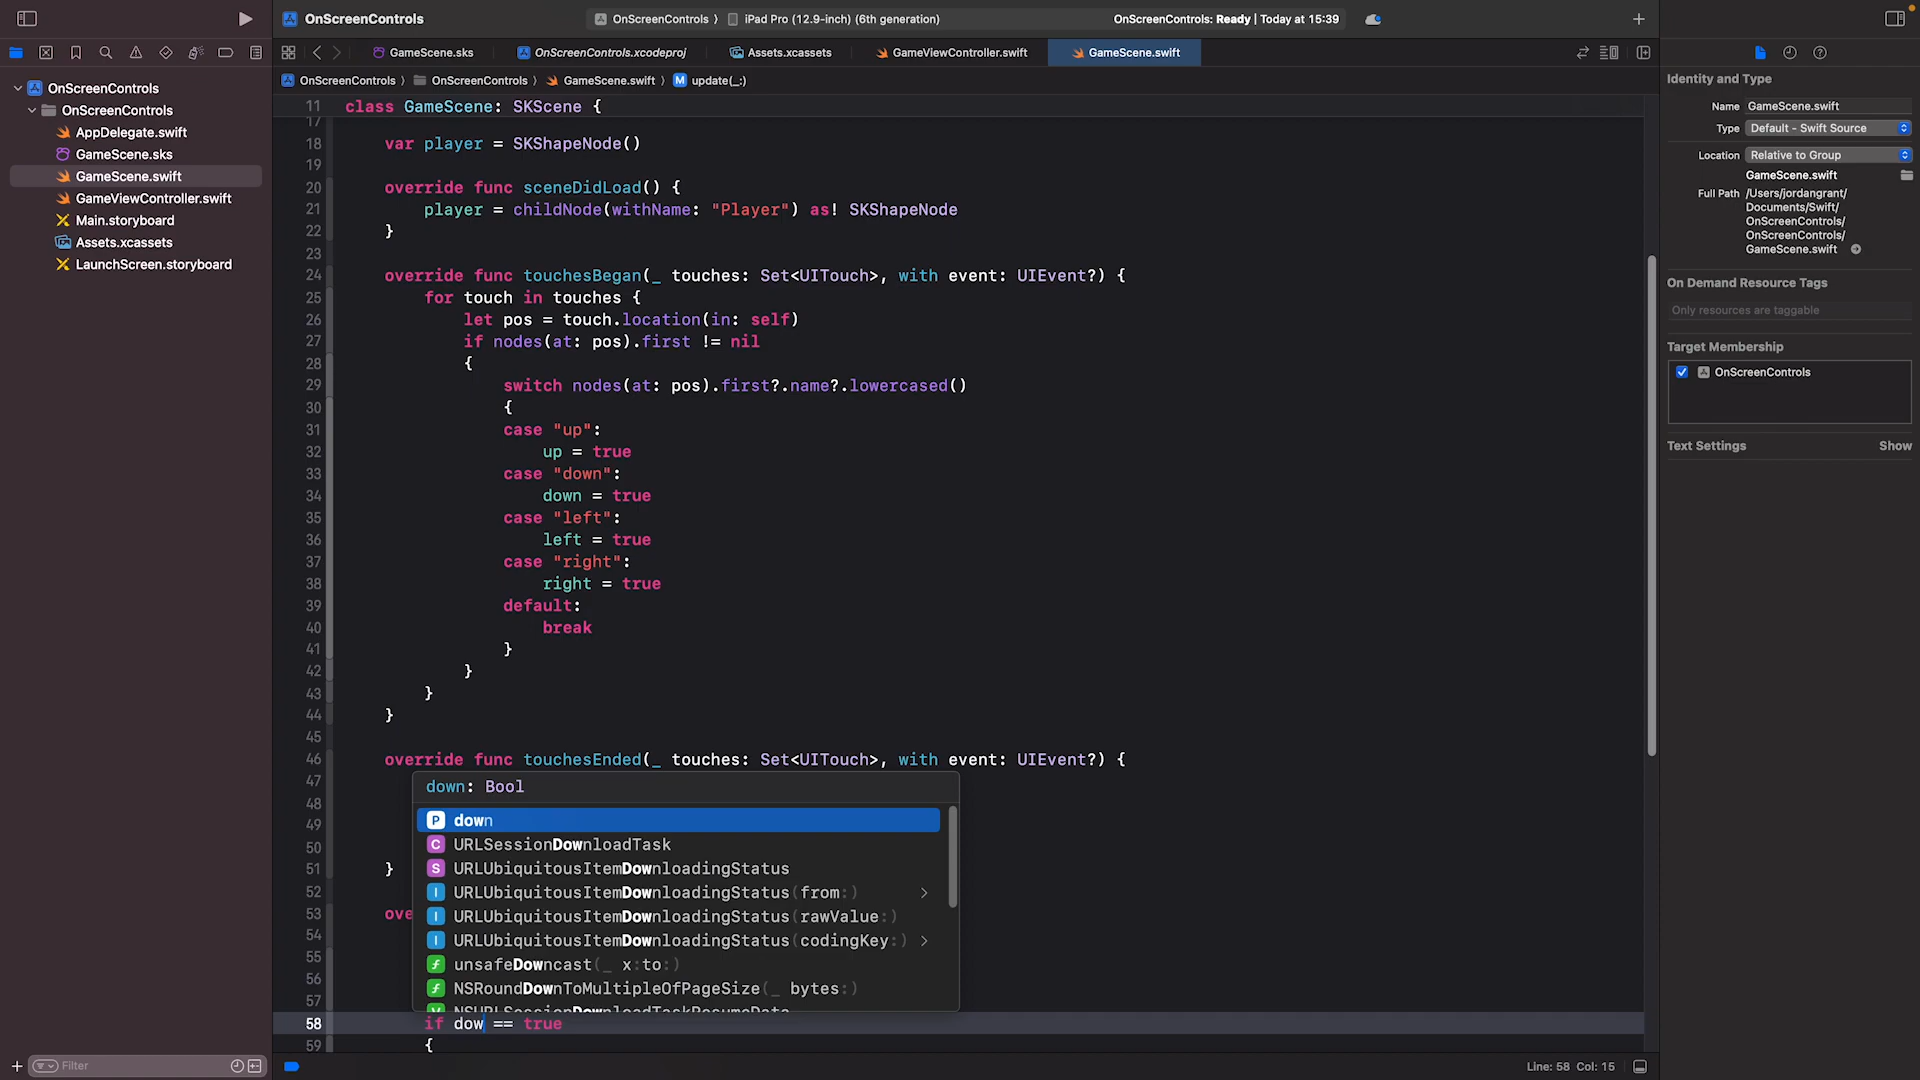 OnScreenControls
OnScreenControls ⟩ iPad Pro (12.9-inch) (6th generation)
OnScreenControls: Ready | Today at 15:39
GameScene.sks
OnScreenControls.xcodeproj
Assets.xcassets
GameViewController.swift
GameScene.swift
OnScreenControls ⟩ OnScreenControls ⟩ GameScene.swift ⟩ M update(_:)
OnScreenControls
OnScreenControls
AppDelegate.swift
GameScene.sks
GameScene.swift
GameViewController.swift
Main.storyboard
Assets.xcassets
LaunchScreen.storyboard
Filter
11 class GameScene: SKScene {
17
18 var player = SKShapeNode()
19
20 override func sceneDidLoad() {
21 player = childNode(withName: "Player") as! SKShapeNode
22 }
23
24 override func touchesBegan(_ touches: Set<UITouch>, with event: UIEvent?) {
25 for touch in touches {
26 let pos = touch.location(in: self)
27 if nodes(at: pos).first != nil
28 {
29 switch nodes(at: pos).first?.name?.lowercased()
30 {
31 case "up":
32 up = true
33 case "down":
34 down = true
35 case "left":
36 left = true
37 case "right":
38 right = true
39 default:
40 break
41 }
42 }
43 }
44 }
45
46 override func touchesEnded(_ touches: Set<UITouch>, with event: UIEvent?) {
47
48
49
50
51 }
52
53 ove
54
55
56
57
58 if dow == true
59 {
down: Bool
P down
C URLSessionDownloadTask
S URLUbiquitousItemDownloadingStatus
I URLUbiquitousItemDownloadingStatus(from:)
I URLUbiquitousItemDownloadingStatus(rawValue:)
I URLUbiquitousItemDownloadingStatus(codingKey:)
f unsafeDowncast(_ x:to:)
f NSRoundDownToMultipleOfPageSize(_ bytes:)
V NSURLSessionDownloadTaskResumeData
Line: 58 Col: 15
Identity and Type
Name GameScene.swift
Type Default - Swift Source
Location Relative to Group
GameScene.swift
Full Path /Users/jordangrant/
Documents/Swift/
OnScreenControls/
OnScreenControls/
GameScene.swift
On Demand Resource Tags
Only resources are taggable
Target Membership
OnScreenControls
Text Settings Show